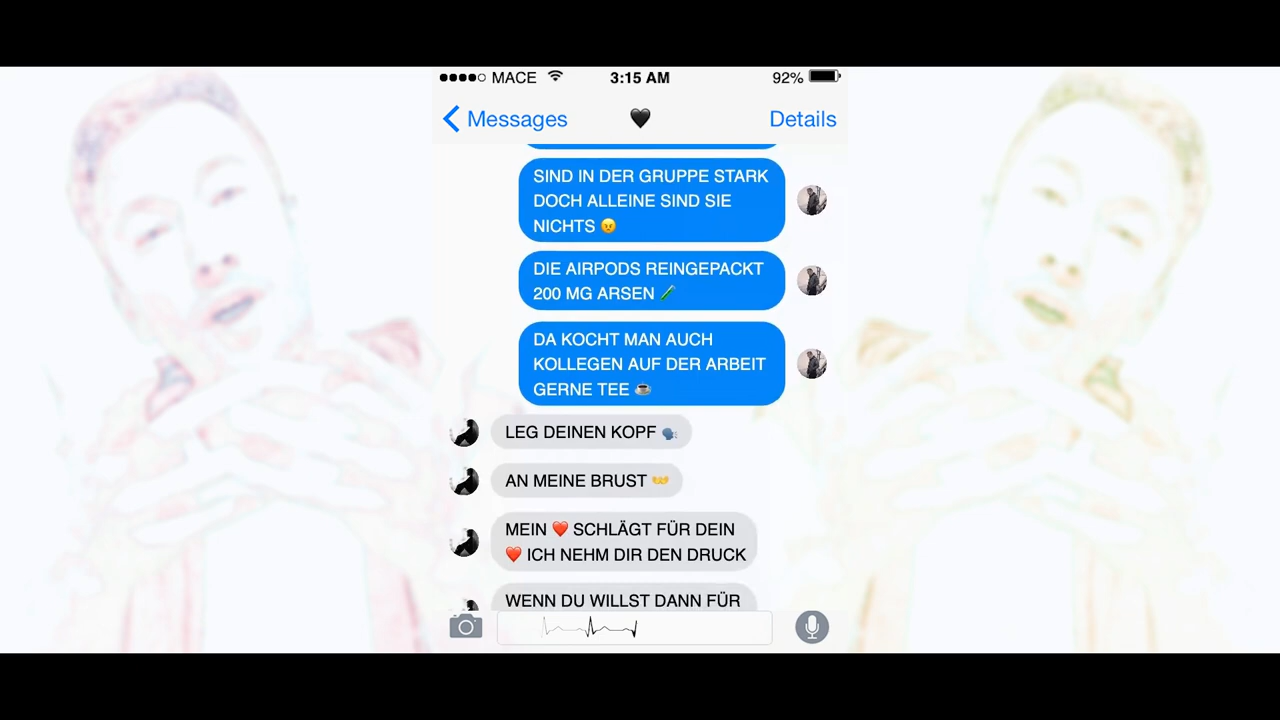 MACE 3:15 AM 92%
Messages 🖤 Details
SIND IN DER GRUPPE STARK
DOCH ALLEINE SIND SIE
NICHTS 😠
DIE AIRPODS REINGEPACKT
200 MG ARSEN 🧪
DA KOCHT MAN AUCH
KOLLEGEN AUF DER ARBEIT
GERNE TEE ☕
LEG DEINEN KOPF 🗣
AN MEINE BRUST 👐
MEIN ❤️ SCHLÄGT FÜR DEIN
❤️ ICH NEHM DIR DEN DRUCK
WENN DU WILLST DANN FÜR